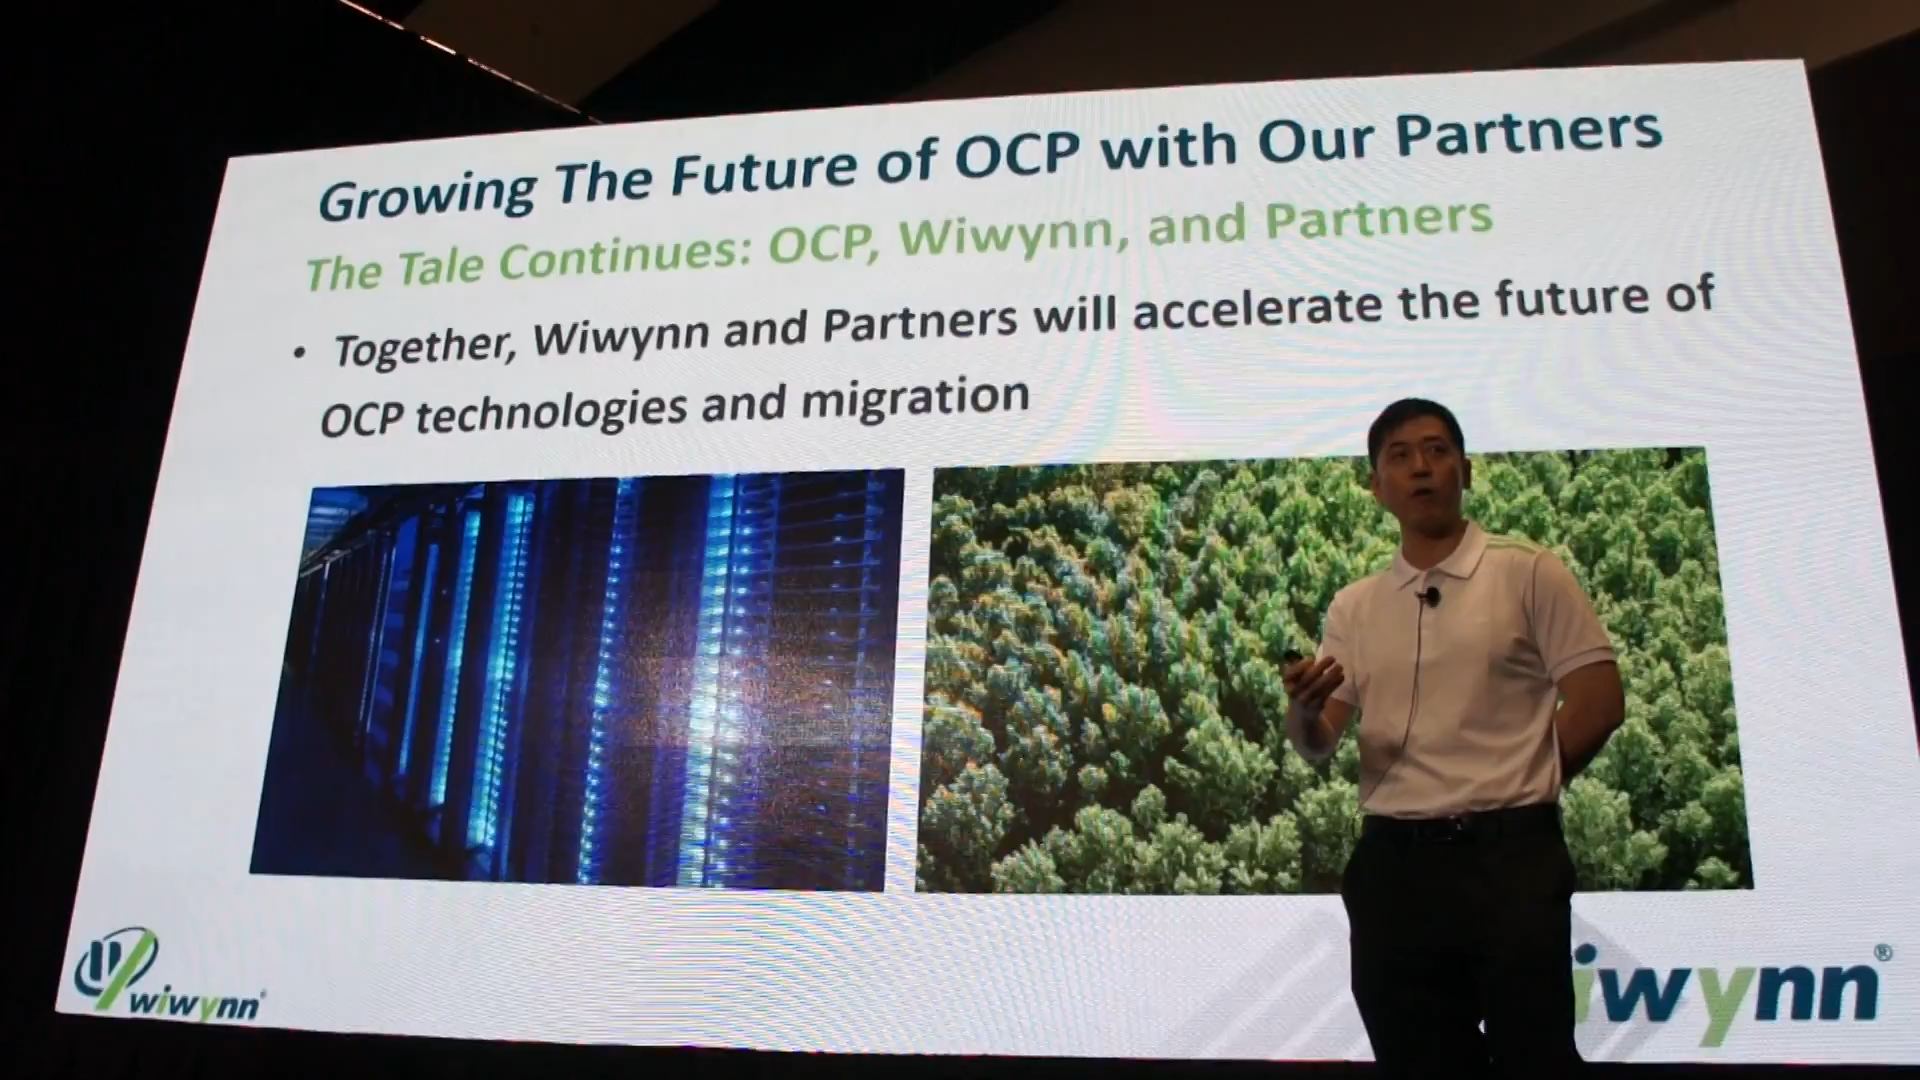 Growing The Future of OCP with Our Partners
The Tale Continues: OCP, Wiwynn, and Partners
• Together, Wiwynn and Partners will accelerate the future of
OCP technologies and migration
wiwynn®
iwynn®